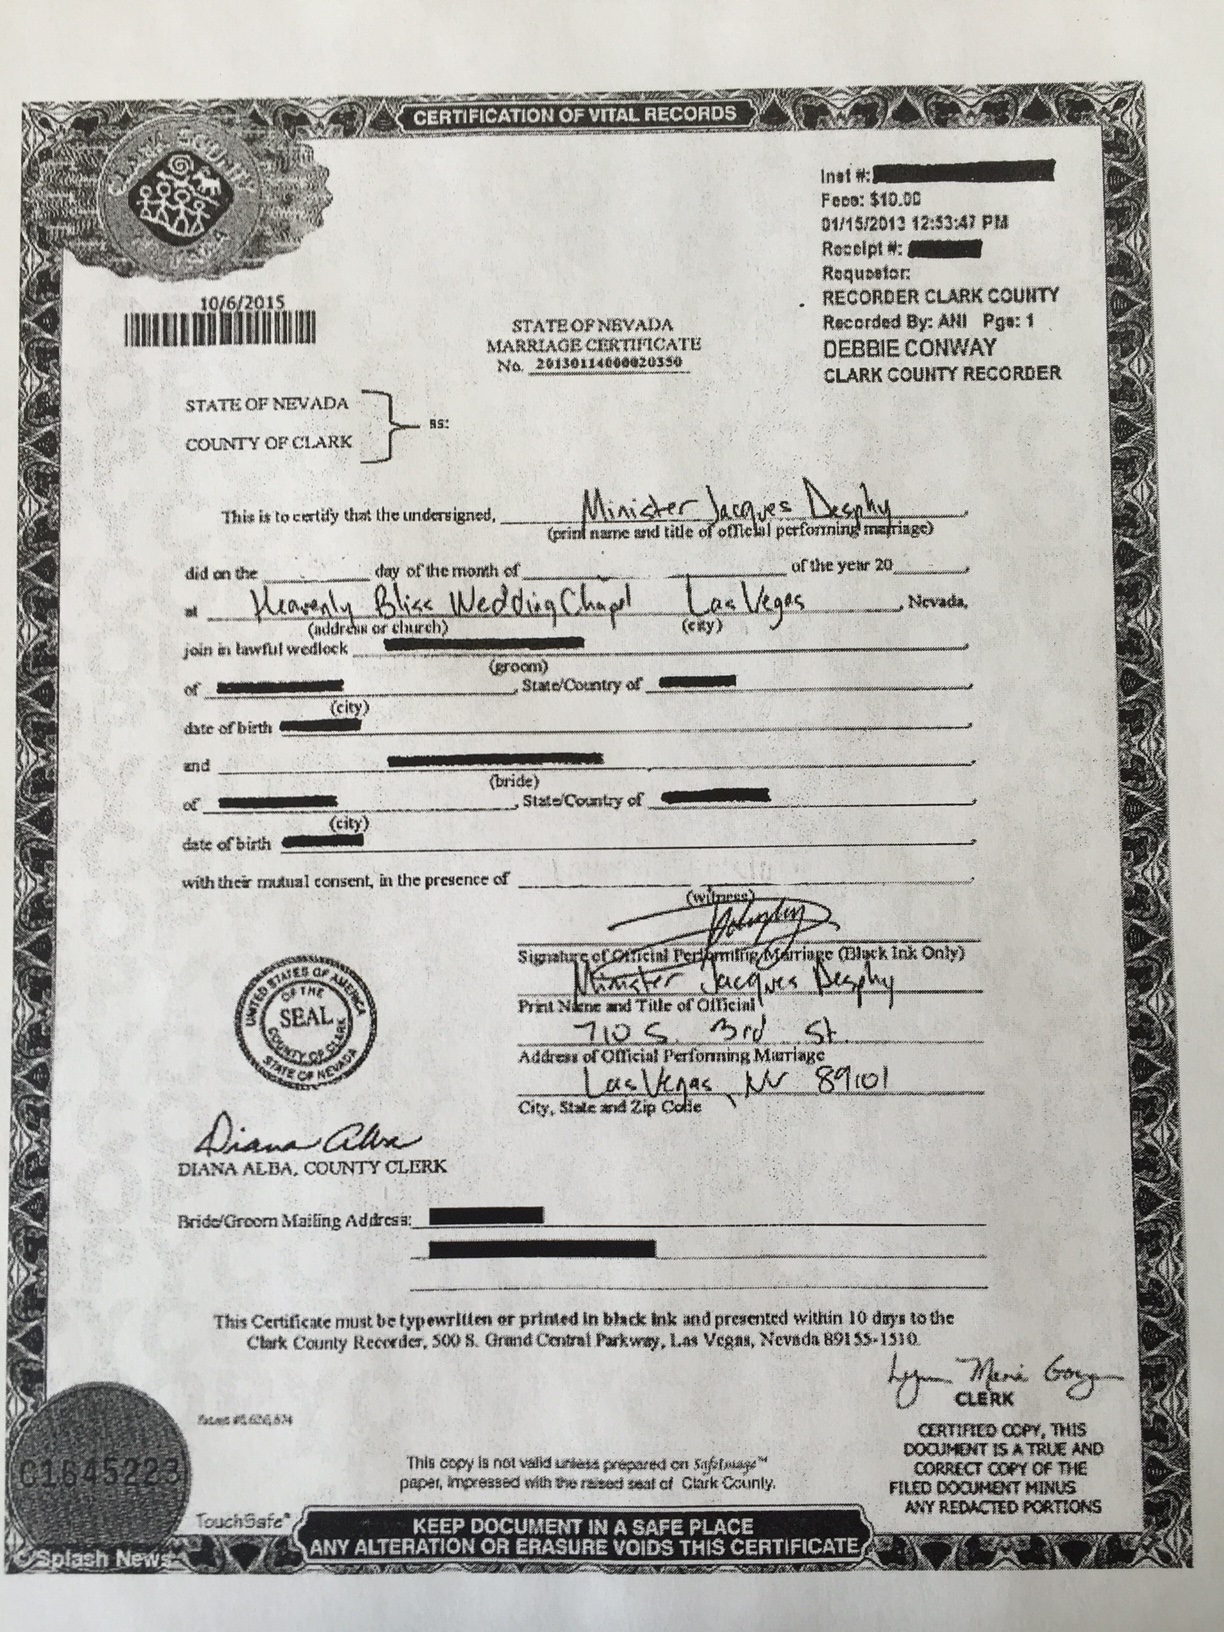 CERTIFICATION OF VITAL RECORDS
CLARK COUNTY
NEVADA
Inst #:
Fees: $10.00
01/15/2013 12:53:47 PM
Receipt #:
Requestor:
RECORDER CLARK COUNTY
Recorded By: ANI Pgs: 1
DEBBIE CONWAY
CLARK COUNTY RECORDER
10/6/2015
STATE OF NEVADA
MARRIAGE CERTIFICATE
No. 20130114000020350
STATE OF NEVADA
COUNTY OF CLARK
ss:
This is to certify that the undersigned, Minister Jacques Desphy
(print name and title of official performing marriage)
did on the day of the month of of the year 20
at Heavenly Bliss Wedding Chapel Las Vegas, Nevada,
(address or church) (city)
join in lawful wedlock
(groom)
of , State/Country of
(city)
date of birth
and
(bride)
of , State/Country of
(city)
date of birth
with their mutual consent, in the presence of
(witness)
Signature of Official Performing Marriage (Black Ink Only)
Minister Jacques Desphy
Print Name and Title of Official
710 S. 3rd St.
Address of Official Performing Marriage
Las Vegas, NV 89101
City, State and Zip Code
UNITED STATES OF AMERICA
OF THE
SEAL
COUNTY OF CLARK
STATE OF NEVADA
Diana Alba
DIANA ALBA, COUNTY CLERK
Bride/Groom Mailing Address:
This Certificate must be typewritten or printed in black ink and presented within 10 days to the
Clark County Recorder, 500 S. Grand Central Parkway, Las Vegas, Nevada 89155-1510.
CLERK
CERTIFIED COPY, THIS
DOCUMENT IS A TRUE AND
CORRECT COPY OF THE
FILED DOCUMENT MINUS
ANY REDACTED PORTIONS
C1645223
This copy is not valid unless prepared on SafeImage™
paper, impressed with the raised seal of Clark County.
TouchSafe®
KEEP DOCUMENT IN A SAFE PLACE
ANY ALTERATION OR ERASURE VOIDS THIS CERTIFICATE
© Splash News